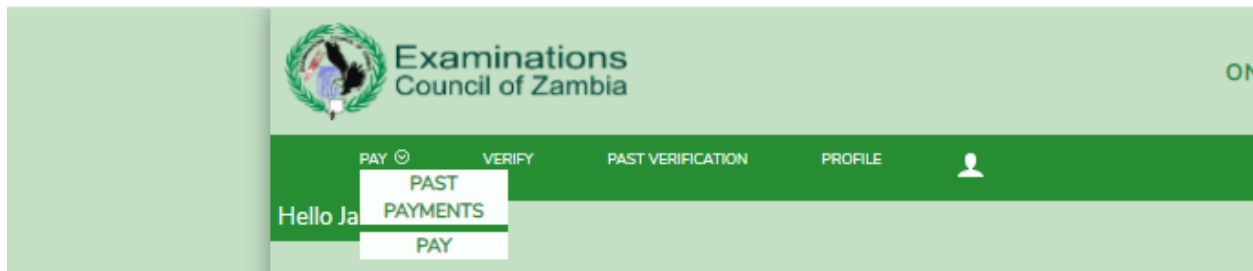 Examinations
Council of Zambia
ON
PAY VERIFY PAST VERIFICATION PROFILE
PAST
PAYMENTS
PAY
Hello Ja